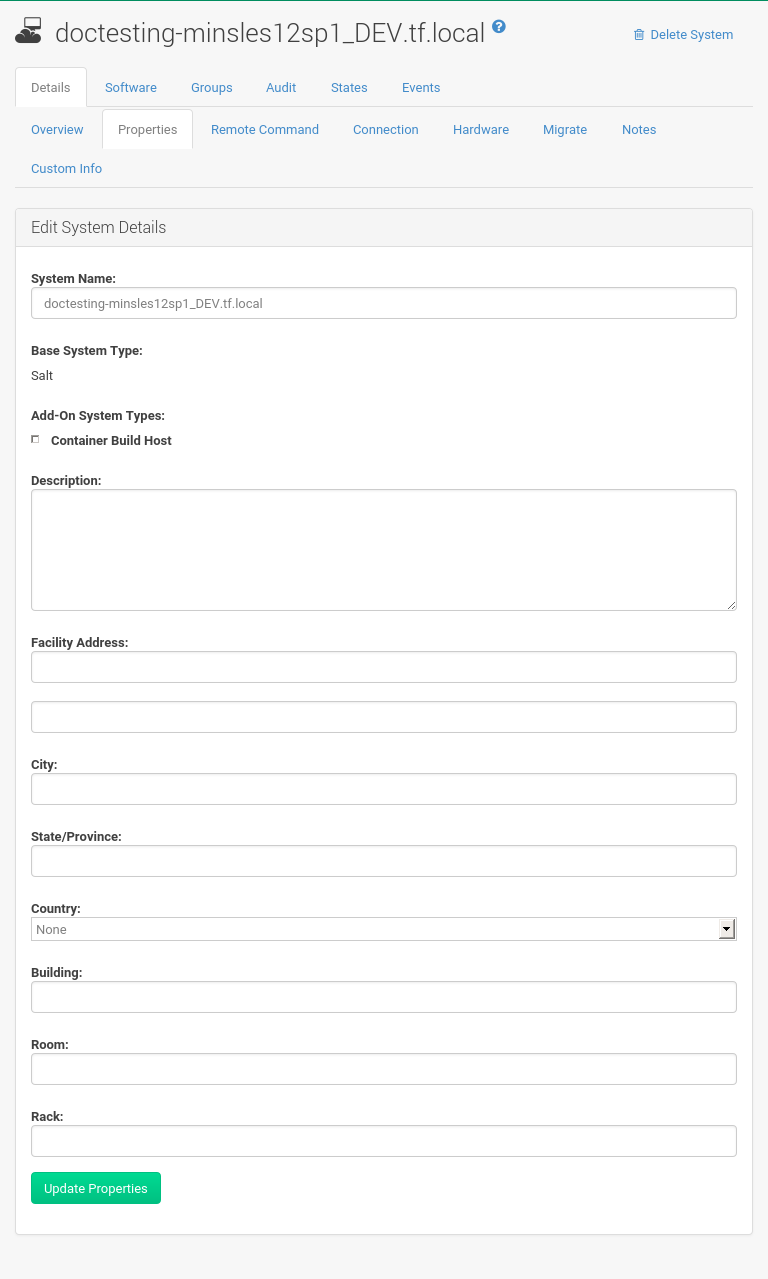 doctesting-minsles12sp1_DEV.tf.local ?
Delete System
Details Software Groups Audit States Events
Overview Properties Remote Command Connection Hardware Migrate Notes
Custom Info
Edit System Details
System Name:
doctesting-minsles12sp1_DEV.tf.local
Base System Type:
Salt
Add-On System Types:
Container Build Host
Description:
Facility Address:
City:
State/Province:
Country:
None
Building:
Room:
Rack:
Update Properties